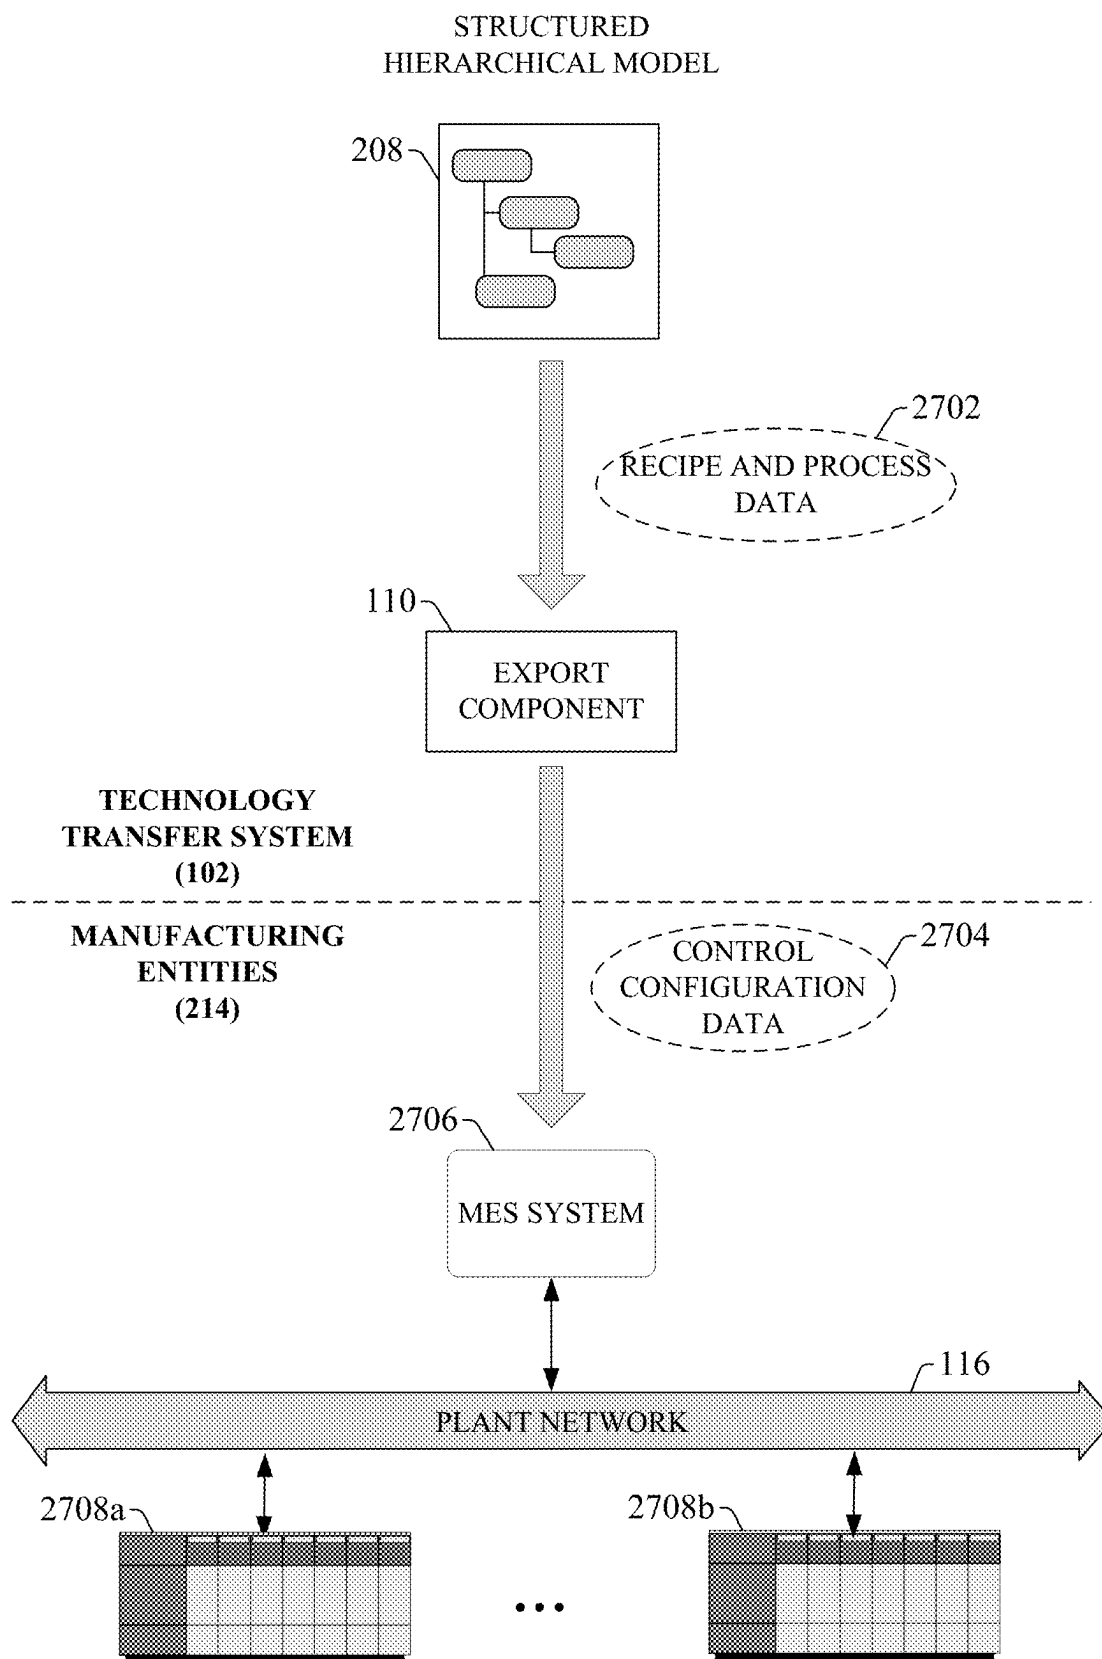 STRUCTURED
HIERARCHICAL MODEL
208
2702
RECIPE AND PROCESS
DATA
110
EXPORT
COMPONENT
TECHNOLOGY
TRANSFER SYSTEM
(102)
MANUFACTURING
ENTITIES
(214)
2704
CONTROL
CONFIGURATION
DATA
2706
MES SYSTEM
116
PLANT NETWORK
2708a
2708b
...